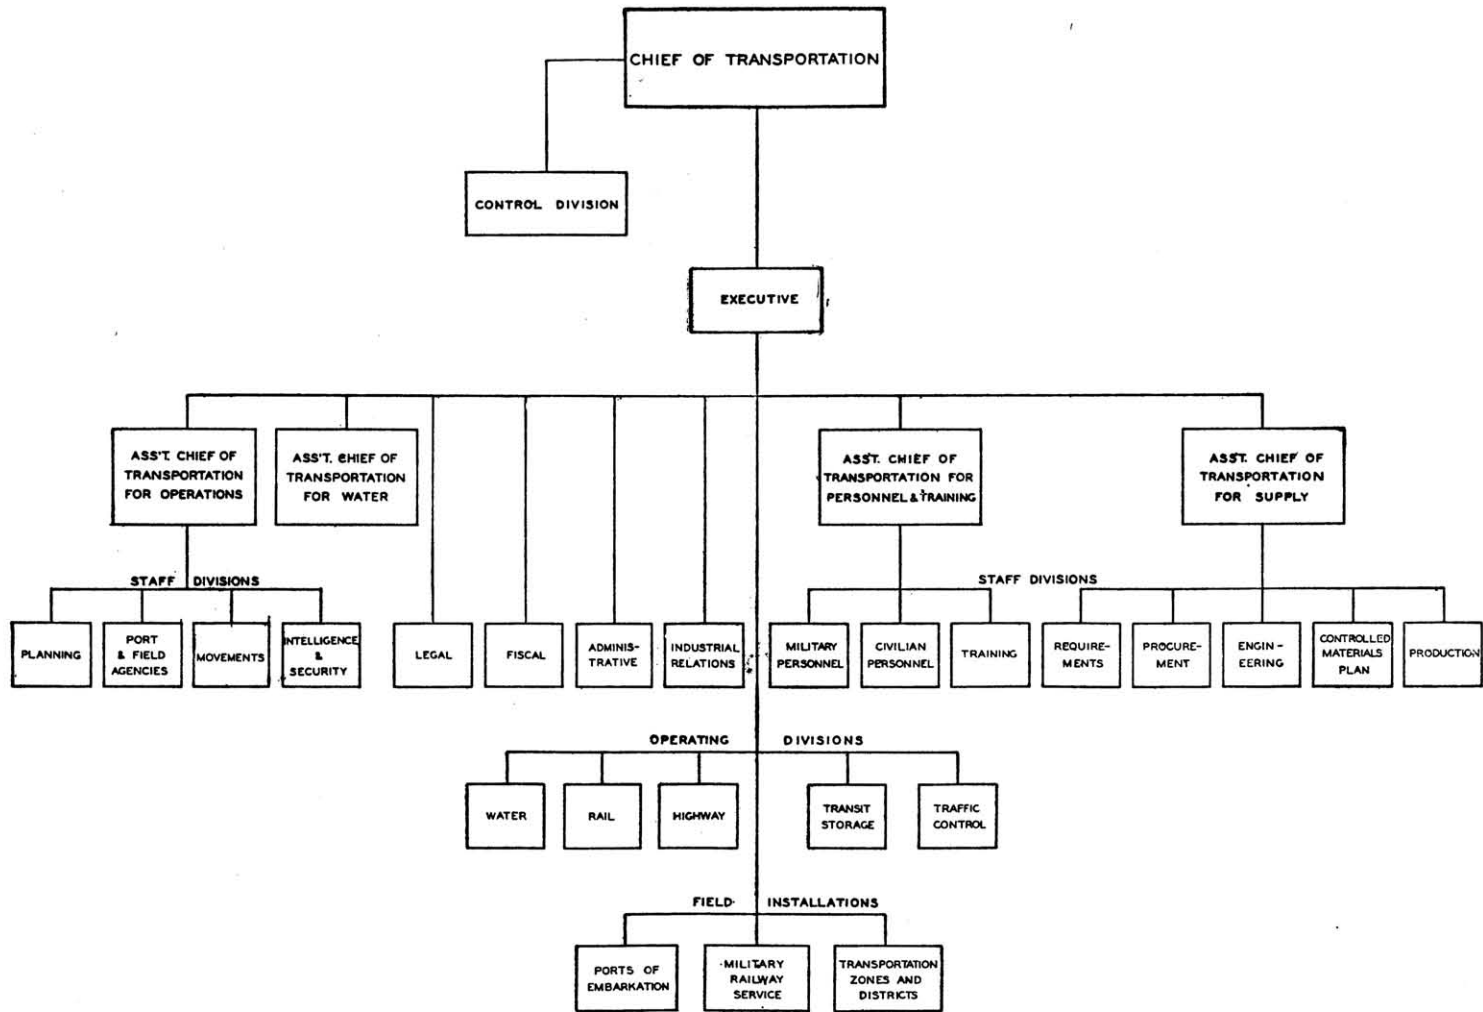 CHIEF OF TRANSPORTATION
CONTROL DIVISION
EXECUTIVE
ASS'T. CHIEF OF
TRANSPORTATION
FOR OPERATIONS
ASS'T. CHIEF OF
TRANSPORTATION
FOR WATER
ASST. CHIEF OF
TRANSPORTATION FOR
PERSONNEL & TRAINING
ASST. CHIEF OF
TRANSPORTATION
FOR SUPPLY
STAFF DIVISIONS
STAFF DIVISIONS
PLANNING
PORT
& FIELD
AGENCIES
MOVEMENTS
INTELLIGENCE
&
SECURITY
LEGAL
FISCAL
ADMINIS-
TRATIVE
INDUSTRIAL
RELATIONS
MILITARY
PERSONNEL
CIVILIAN
PERSONNEL
TRAINING
REQUIRE-
MENTS
PROCURE-
MENT
ENGIN-
EERING
CONTROLLED
MATERIALS
PLAN
PRODUCTION
OPERATING DIVISIONS
WATER
RAIL
HIGHWAY
TRANSIT
STORAGE
TRAFFIC
CONTROL
FIELD INSTALLATIONS
PORTS OF
EMBARKATION
MILITARY
RAILWAY
SERVICE
TRANSPORTATION
ZONES AND
DISTRICTS